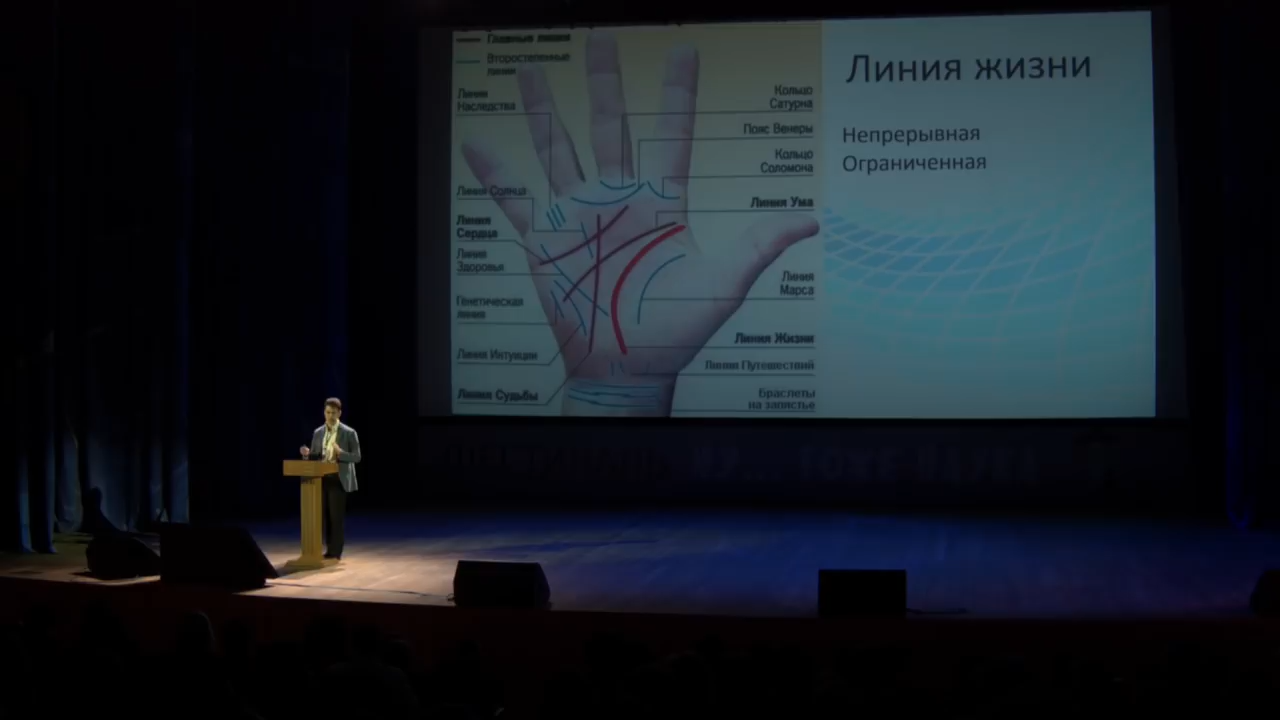 Главные линии
Второстепенные
линии
Линия
Наследства
Линия Солнца
Линия
Сердца
Линия
Здоровья
Генетическая
линия
Линия Интуиции
Линия Судьбы
Кольцо
Сатурна
Пояс Венеры
Кольцо
Соломона
Линия Ума
Линия
Марса
Линия Жизни
Линии Путешествий
Браслеты
на запястье
Линия жизни
Непрерывная
Ограниченная